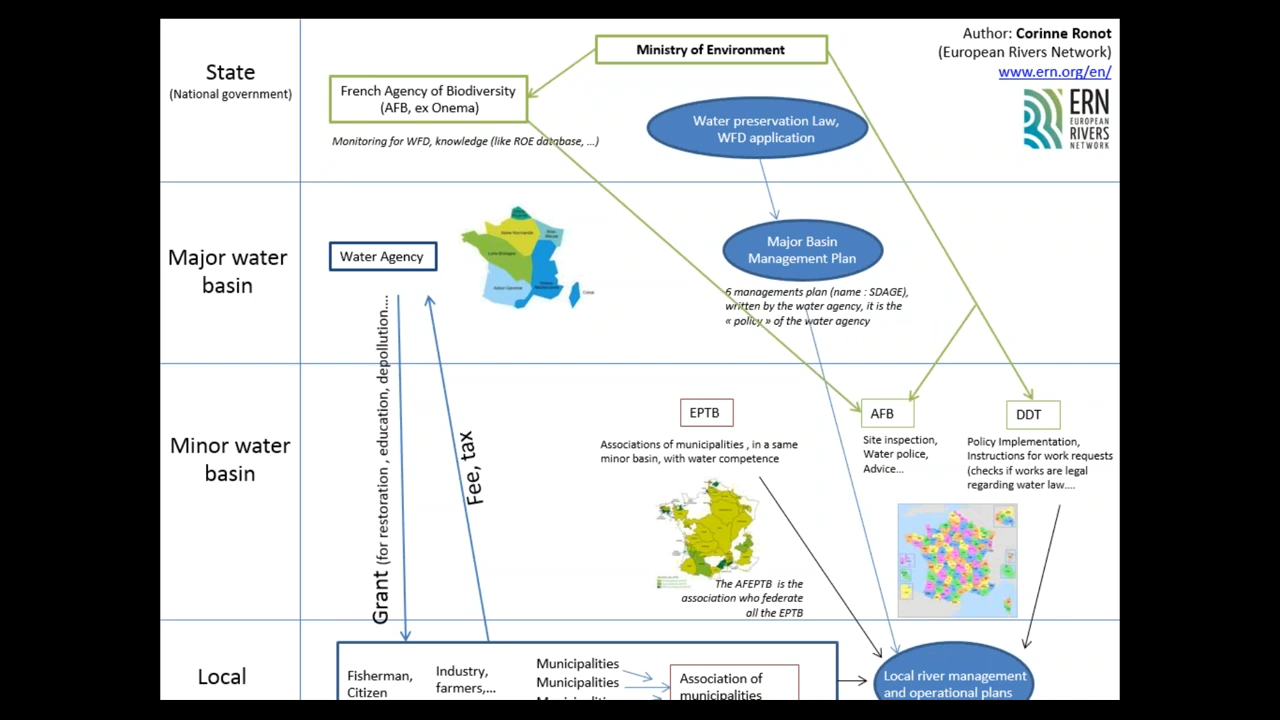 Author: Corinne Ronot
(European Rivers Network)
www.ern.org/en/
ERN
EUROPEAN
RIVERS
NETWORK
State
(National government)
Ministry of Environment
French Agency of Biodiversity
(AFB, ex Onema)
Monitoring for WFD, knowledge (like ROE database, ...)
Water preservation Law,
WFD application
Major water
basin
Water Agency
Major Basin
Management Plan
6 managements plan (name : SDAGE),
written by the water agency, it is the
« policy » of the water agency
Grant (for restoration , education, depollution....
Fee, tax
Minor water
basin
EPTB
Associations of municipalities , in a same
minor basin, with water competence
The AFEPTB is the
association who federate
all the EPTB
AFB
Site inspection,
Water police,
Advice...
DDT
Policy Implementation,
Instructions for work requests
(checks if works are legal
regarding water law....
Local
Fisherman,
Citizen
Industry,
farmers,...
Municipalities
Municipalities
Association of
municipalities
Local river management
and operational plans